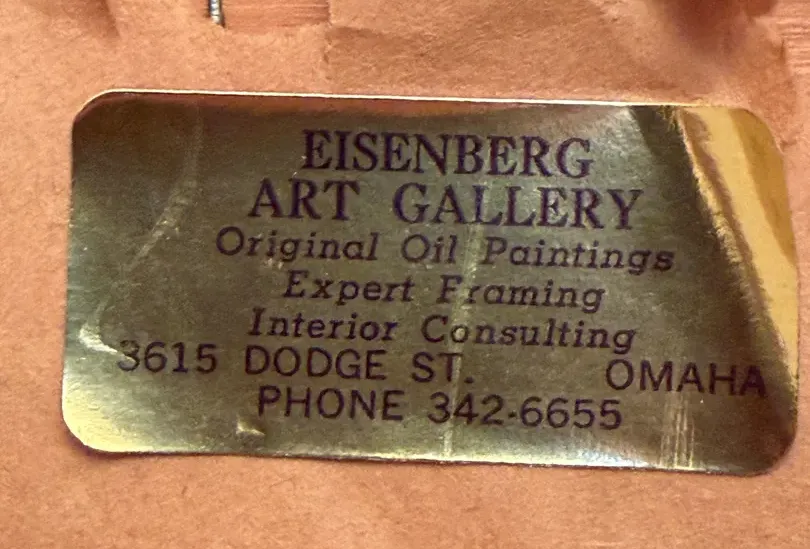 EISENBERG
ART GALLERY
Original Oil Paintings
Expert Framing
Interior Consulting
3615 DODGE ST. OMAHA
PHONE 342-6655